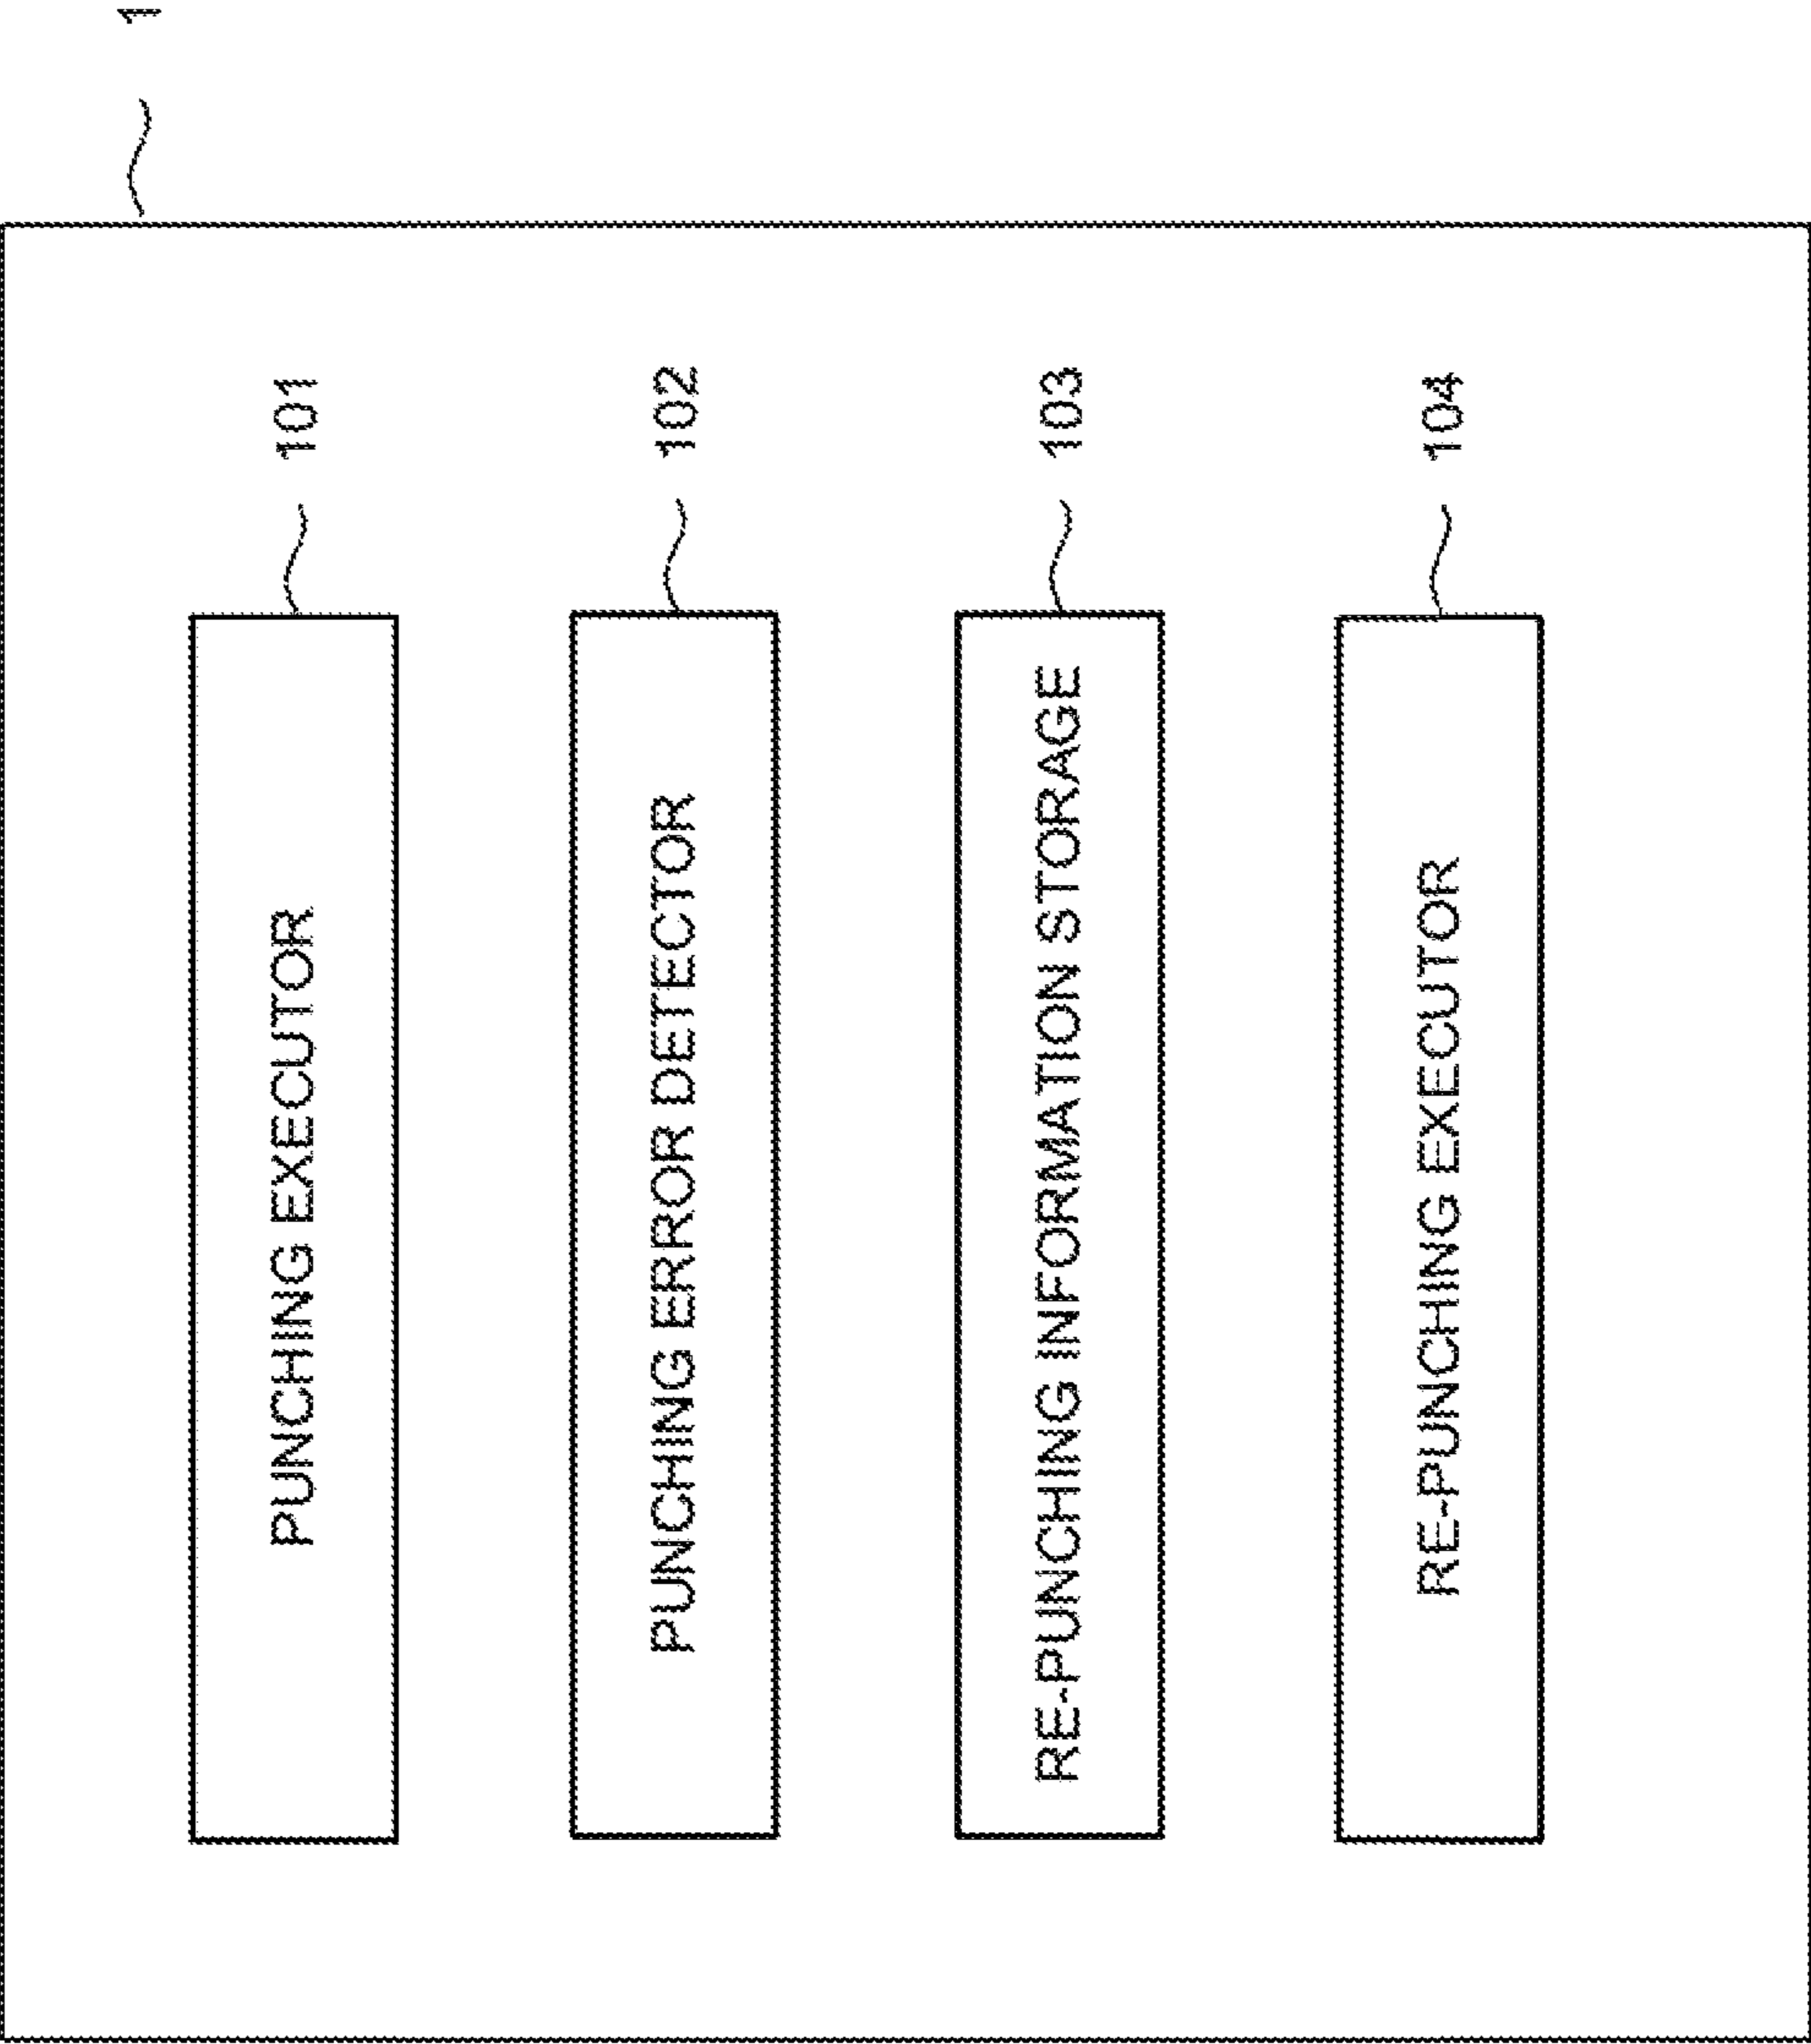 1
PUNCHING EXECUTOR 101
PUNCHING ERROR DETECTOR 102
RE-PUNCHING INFORMATION STORAGE 103
RE-PUNCHING EXECUTOR 104